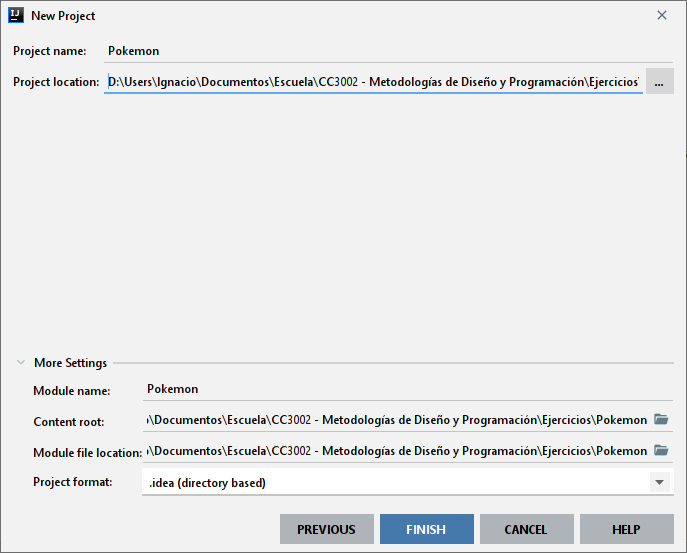 IJ New Project
Project name: Pokemon
Project location: D:\Users\Ignacio\Documentos\Escuela\CC3002 - Metodologías de Diseño y Programación\Ejercicios\ ...
More Settings
Module name: Pokemon
Content root: o\Documentos\Escuela\CC3002 - Metodologías de Diseño y Programación\Ejercicios\Pokemon
Module file location: o\Documentos\Escuela\CC3002 - Metodologías de Diseño y Programación\Ejercicios\Pokemon
Project format: .idea (directory based)
PREVIOUS FINISH CANCEL HELP